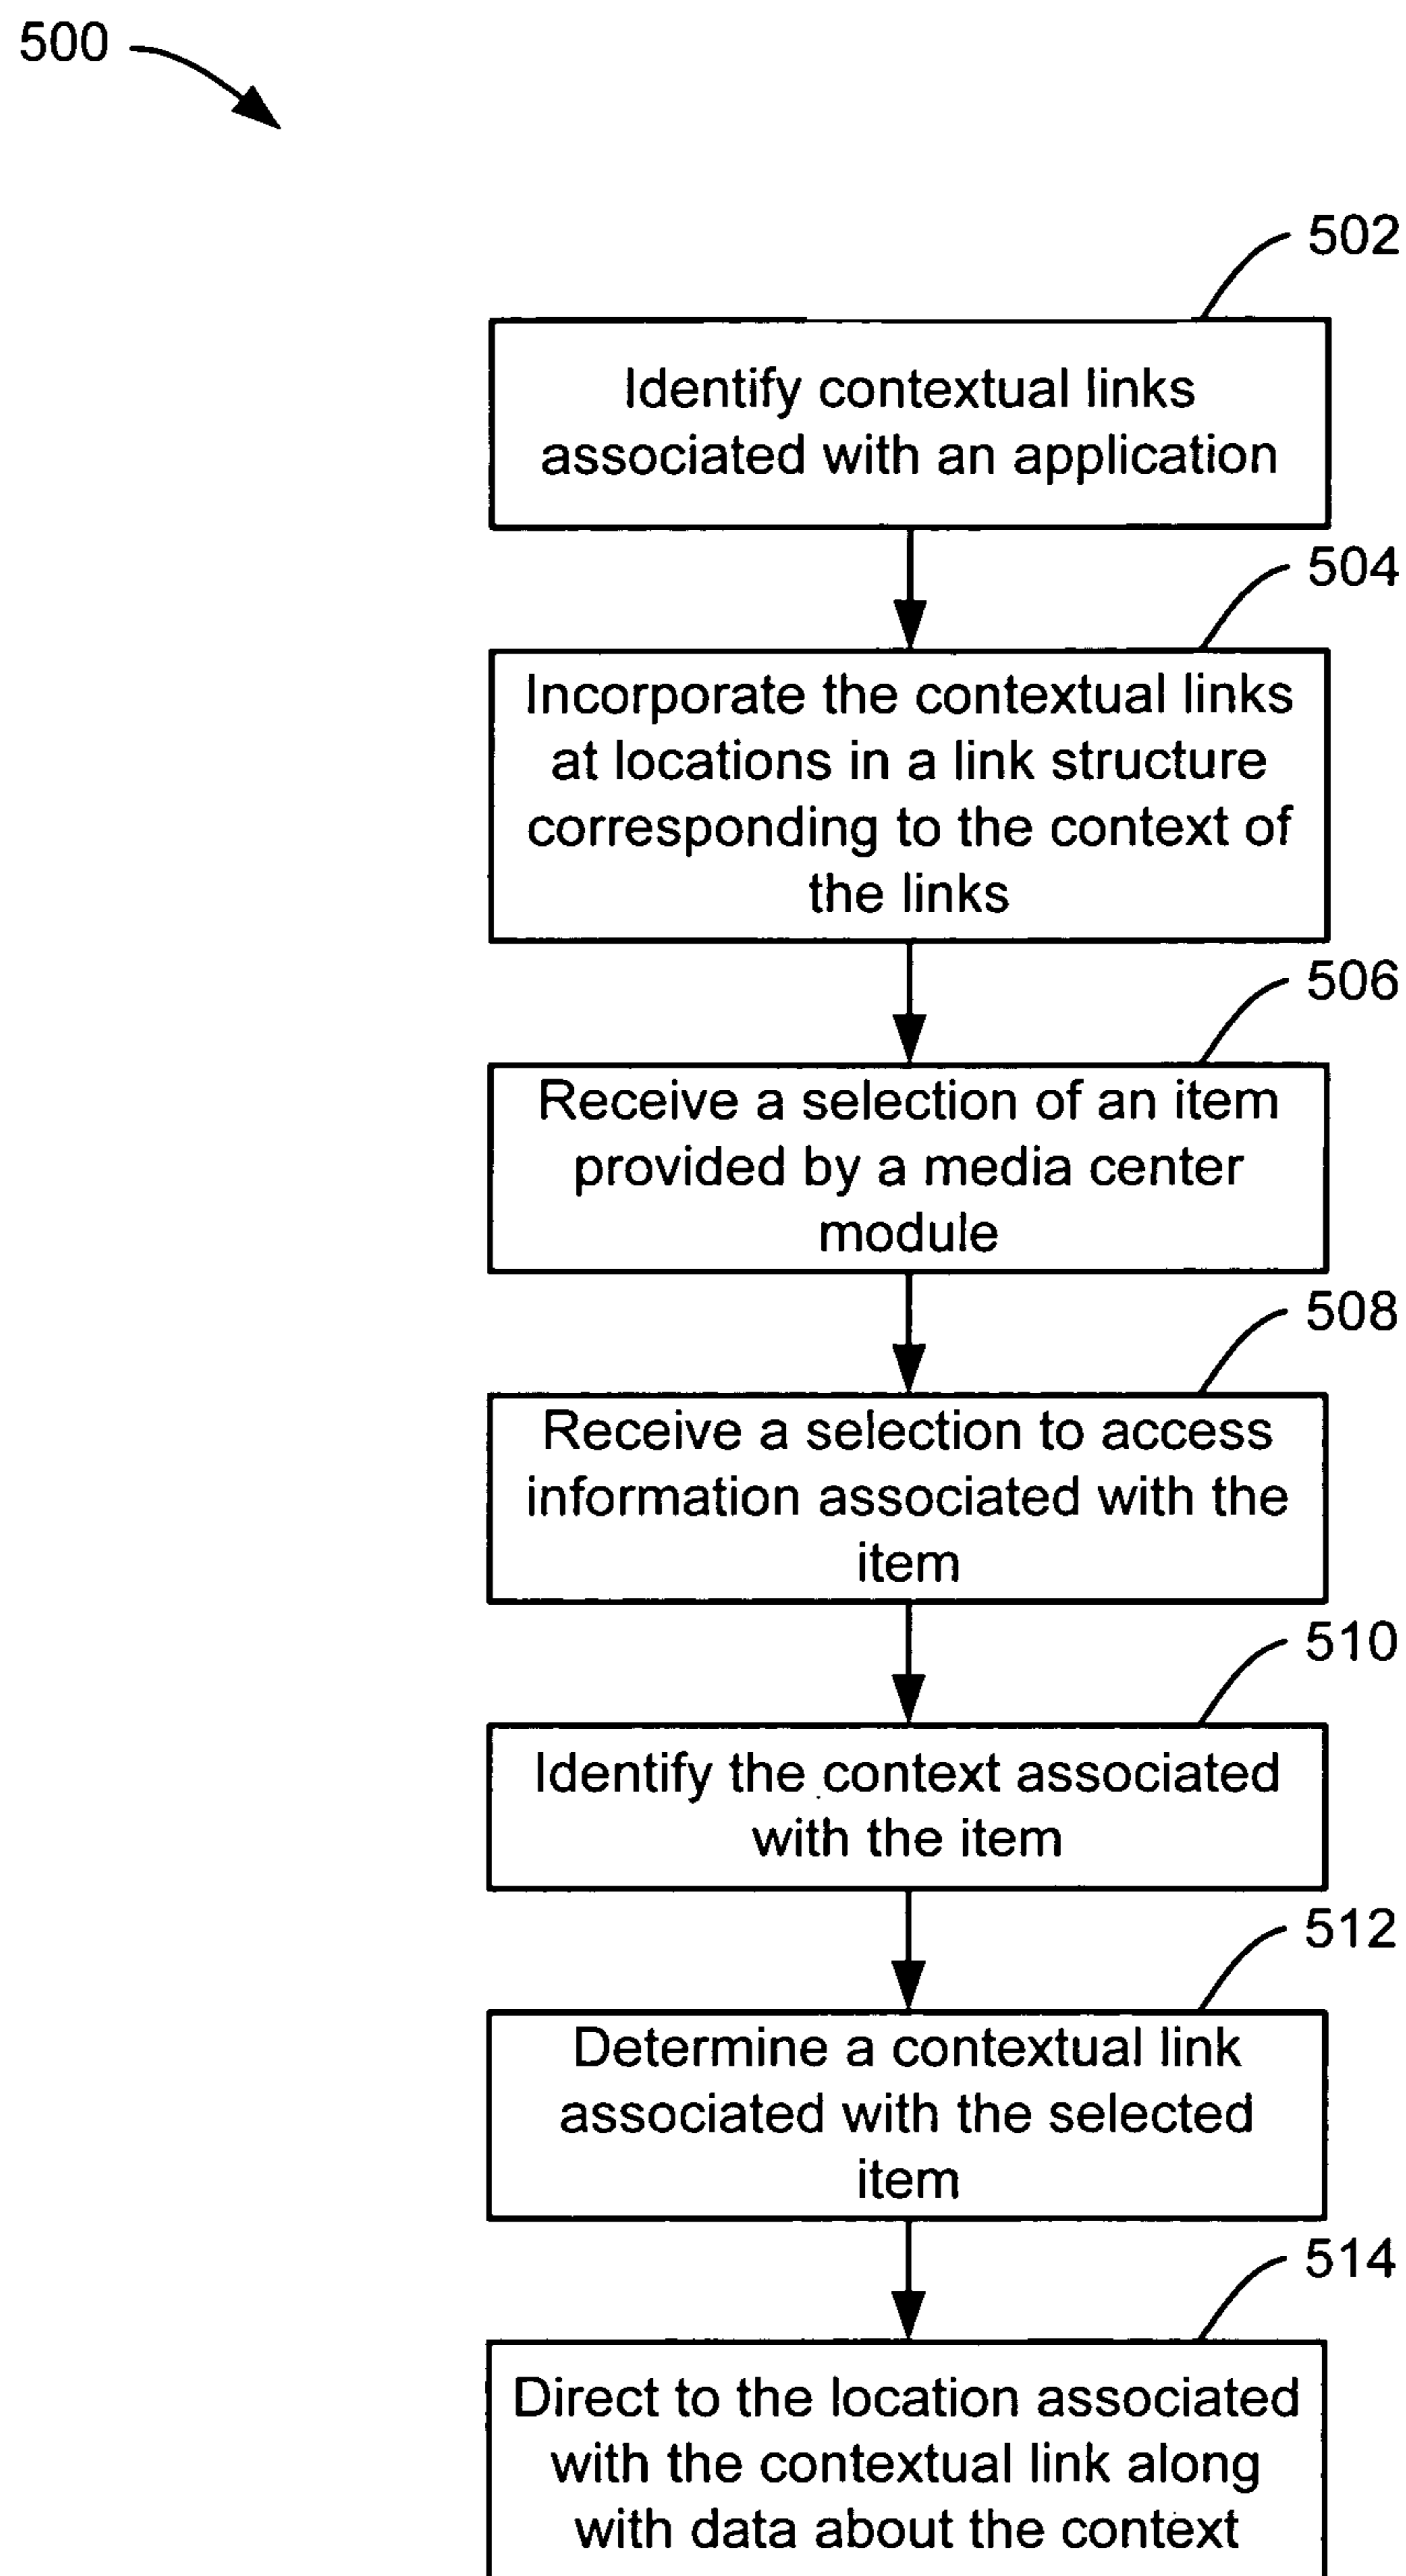 500
502
Identify contextual links
associated with an application
504
Incorporate the contextual links
at locations in a link structure
corresponding to the context of
the links
506
Receive a selection of an item
provided by a media center
module
508
Receive a selection to access
information associated with the
item
510
Identify the context associated
with the item
512
Determine a contextual link
associated with the selected
item
514
Direct to the location associated
with the contextual link along
with data about the context